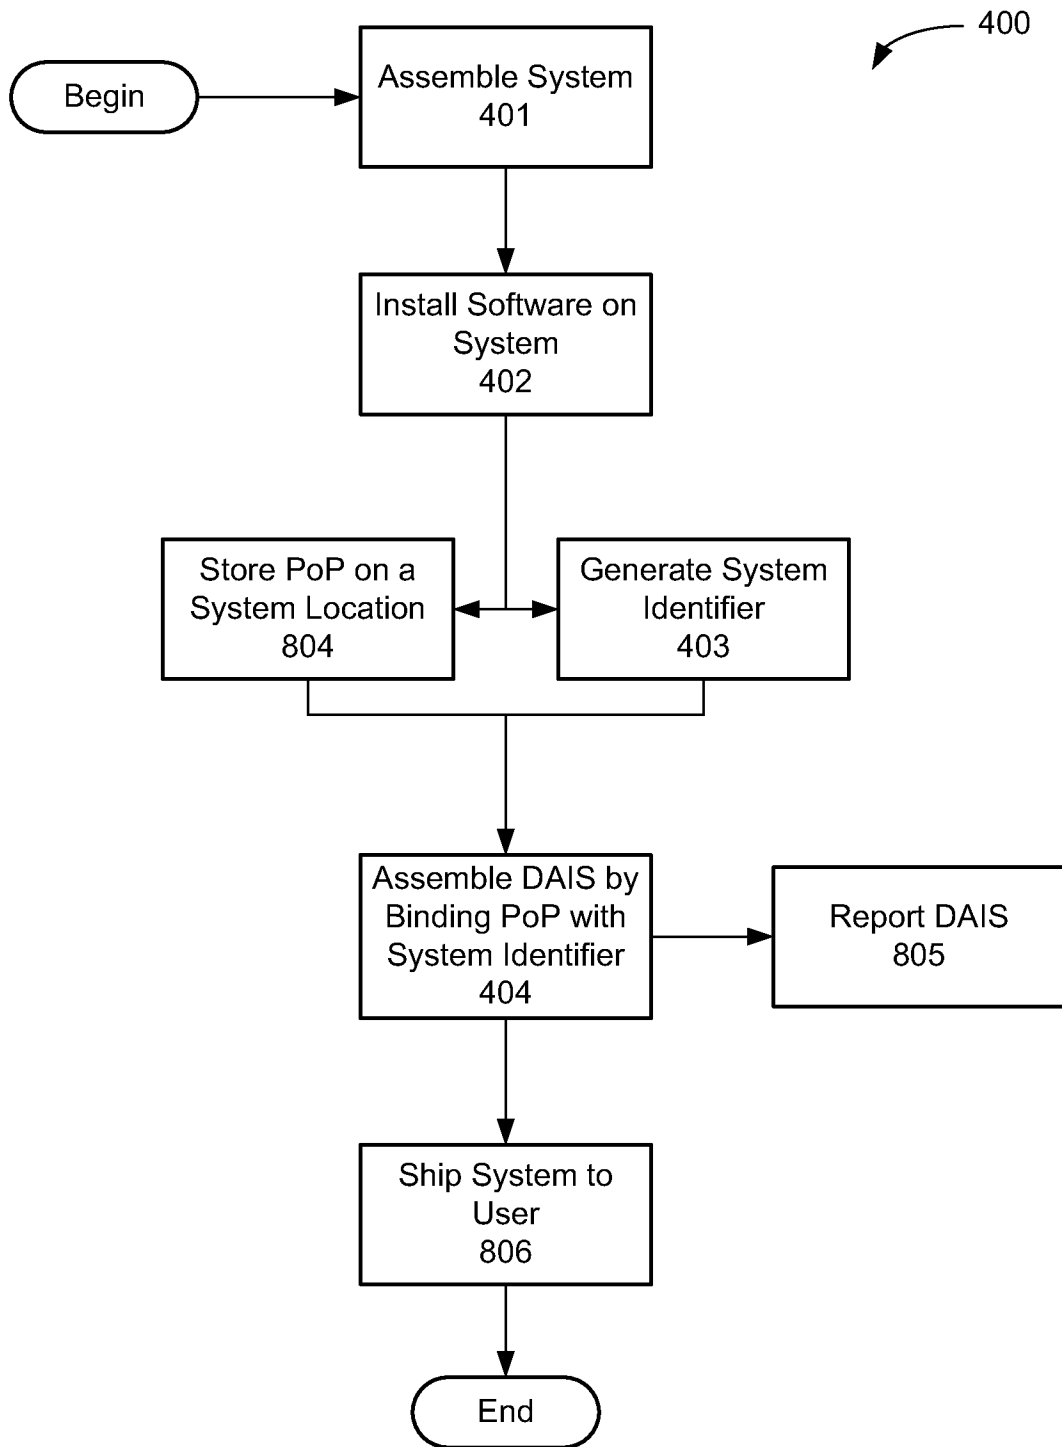 400
Begin
Assemble System
401
Install Software on
System
402
Store PoP on a
System Location
804
Generate System
Identifier
403
Assemble DAIS by
Binding PoP with
System Identifier
404
Report DAIS
805
Ship System to
User
806
End